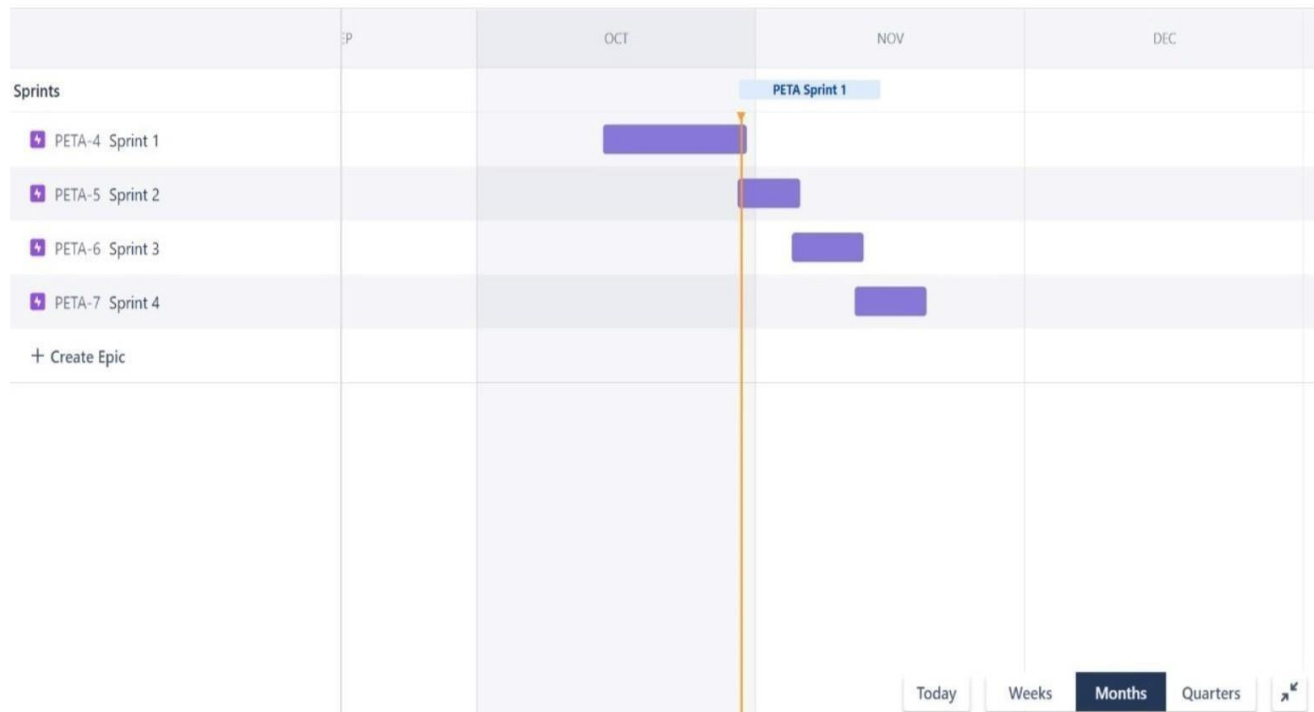 EP OCT NOV DEC
Sprints PETA Sprint 1
PETA-4 Sprint 1
PETA-5 Sprint 2
PETA-6 Sprint 3
PETA-7 Sprint 4
+ Create Epic
Today Weeks Months Quarters